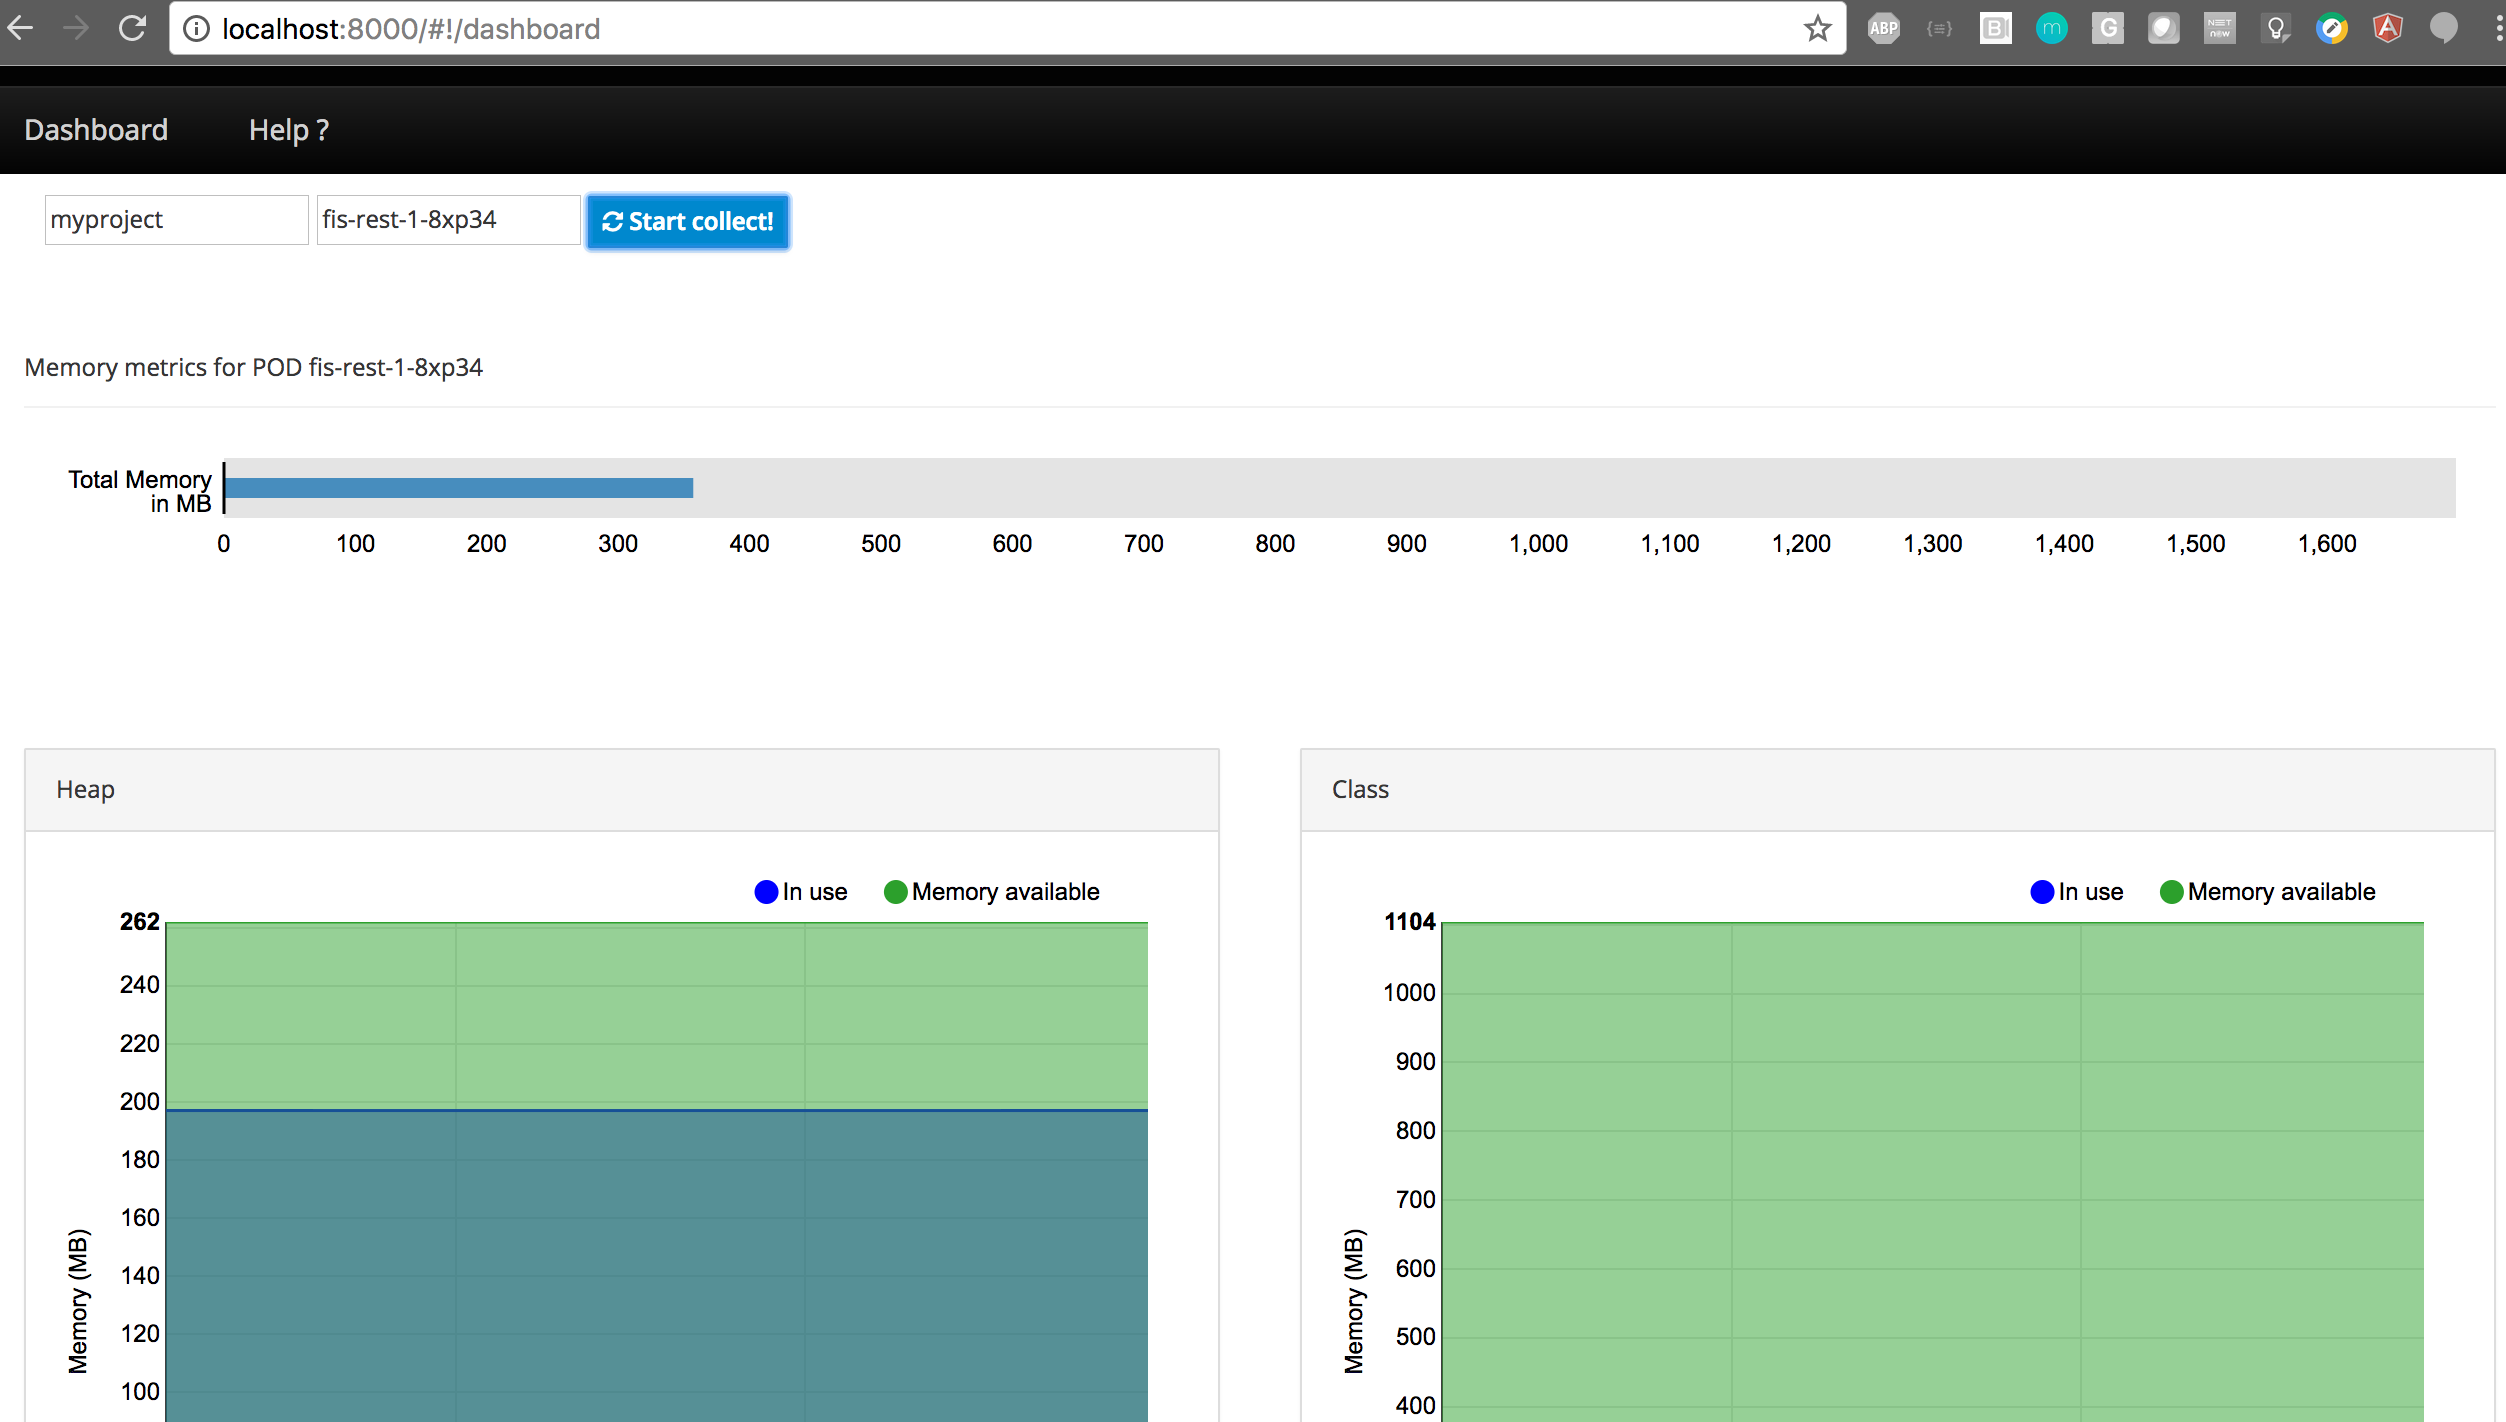 localhost:8000/#!/dashboard
ABP {=} B m G NET now A
Dashboard Help ?
myproject fis-rest-1-8xp34 Start collect!
Memory metrics for POD fis-rest-1-8xp34
Total Memory
in MB
0 100 200 300 400 500 600 700 800 900 1,000 1,100 1,200 1,300 1,400 1,500 1,600
Heap
In use Memory available
262
240
220
200
180
160
140
120
100
Memory (MB)
Class
In use Memory available
1104
1000
900
800
700
600
500
400
Memory (MB)